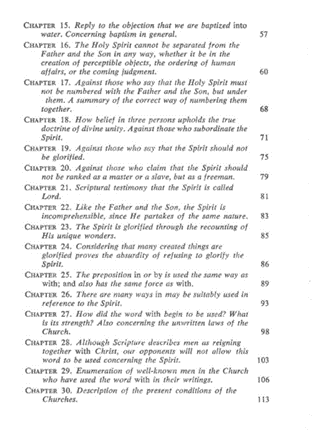 CHAPTER 15. Reply to the objection that we are baptized into
water. Concerning baptism in general. 57
CHAPTER 16. The Holy Spirit cannot be separated from the
Father and the Son in any way, whether it be in the
creation of perceptible objects, the ordering of human
affairs, or the coming judgment. 60
CHAPTER 17. Against those who say that the Holy Spirit must
not be numbered with the Father and the Son, but under
them. A summary of the correct way of numbering them
together. 68
CHAPTER 18. How belief in three persons upholds the true
doctrine of divine unity. Against those who subordinate the
Spirit. 71
CHAPTER 19. Against those who say that the Spirit should not
be glorified. 75
CHAPTER 20. Against those who claim that the Spirit should
not be ranked as a master or a slave, but as a freeman. 79
CHAPTER 21. Scriptural testimony that the Spirit is called
Lord. 81
CHAPTER 22. Like the Father and the Son, the Spirit is
incomprehensible, since He partakes of the same nature. 83
CHAPTER 23. The Spirit is glorified through the recounting of
His unique wonders. 85
CHAPTER 24. Considering that many created things are
glorified proves the absurdity of refusing to glorify the
Spirit. 86
CHAPTER 25. The preposition in or by is used the same way as
with; and also has the same force as with. 89
CHAPTER 26. There are many ways in may be suitably used in
reference to the Spirit. 93
CHAPTER 27. How did the word with begin to be used? What
is its strength? Also concerning the unwritten laws of the
Church. 98
CHAPTER 28. Although Scripture describes men as reigning
together with Christ, our opponents will not allow this
word to be used concerning the Spirit. 103
CHAPTER 29. Enumeration of well-known men in the Church
who have used the word with in their writings. 106
CHAPTER 30. Description of the present conditions of the
Churches. 113